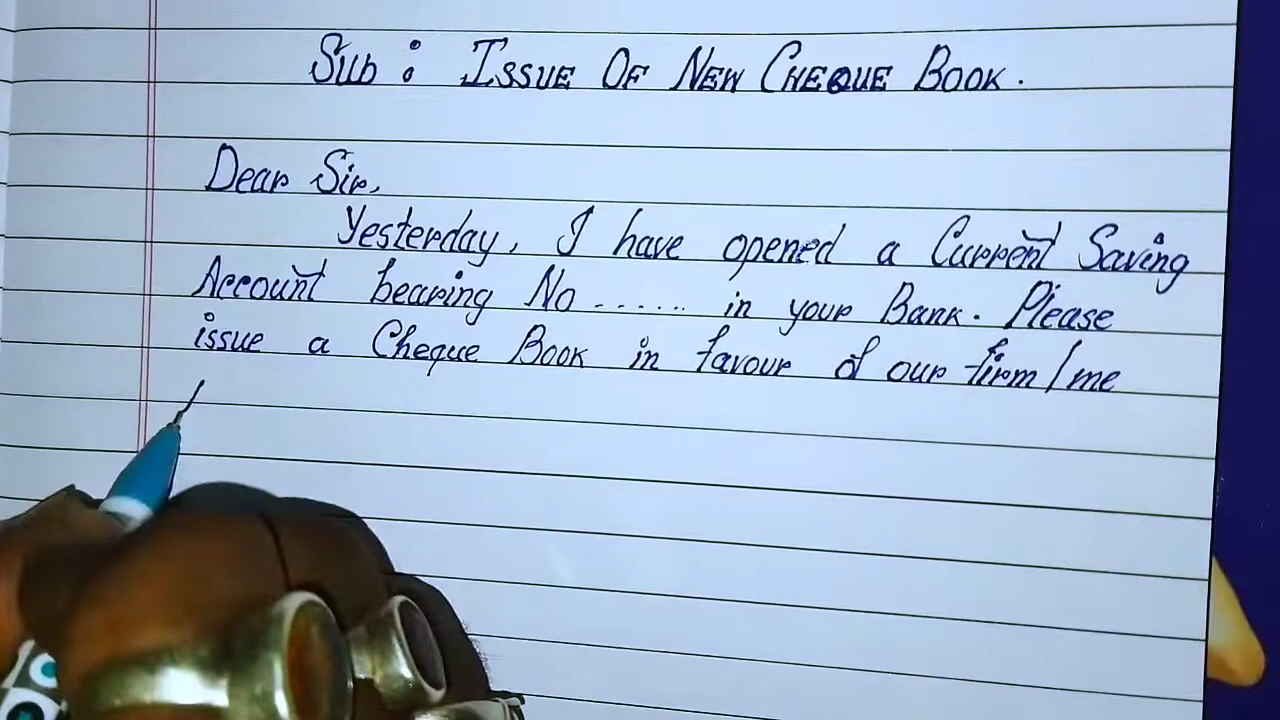 Sub : Issue Of New Cheque Book.
Dear Sir,
Yesterday, I have opened a Current Saving
Account bearing No ...... in your Bank. Please
issue a Cheque Book in favour of our firm/me